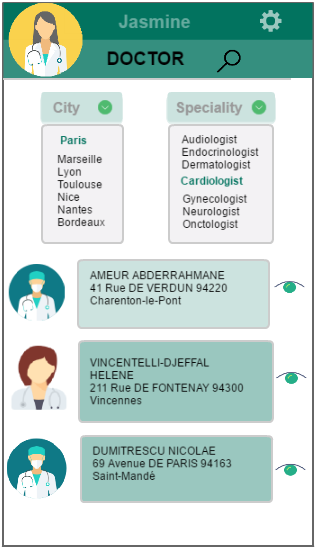 Jasmine
DOCTOR
City
Paris
Marseille
Lyon
Toulouse
Nice
Nantes
Bordeaux
Speciality
Audiologist
Endocrinologist
Dermatologist
Cardiologist
Gynecologist
Neurologist
Onctologist
AMEUR ABDERRAHMANE
41 Rue DE VERDUN 94220
Charenton-le-Pont
VINCENTELLI-DJEFFAL
HELENE
211 Rue DE FONTENAY 94300
Vincennes
DUMITRESCU NICOLAE
69 Avenue DE PARIS 94163
Saint-Mandé